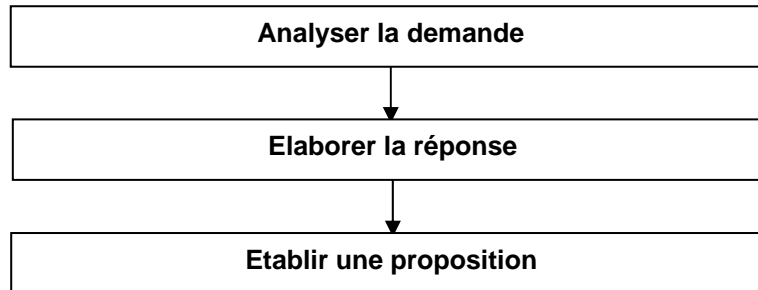 Analyser la demande
Elaborer la réponse
Etablir une proposition